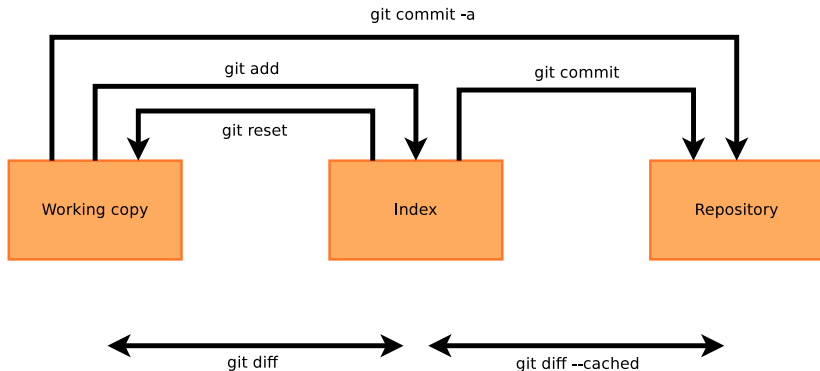 git commit -a
git add
git commit
git reset
Working copy
Index
Repository
git diff
git diff --cached